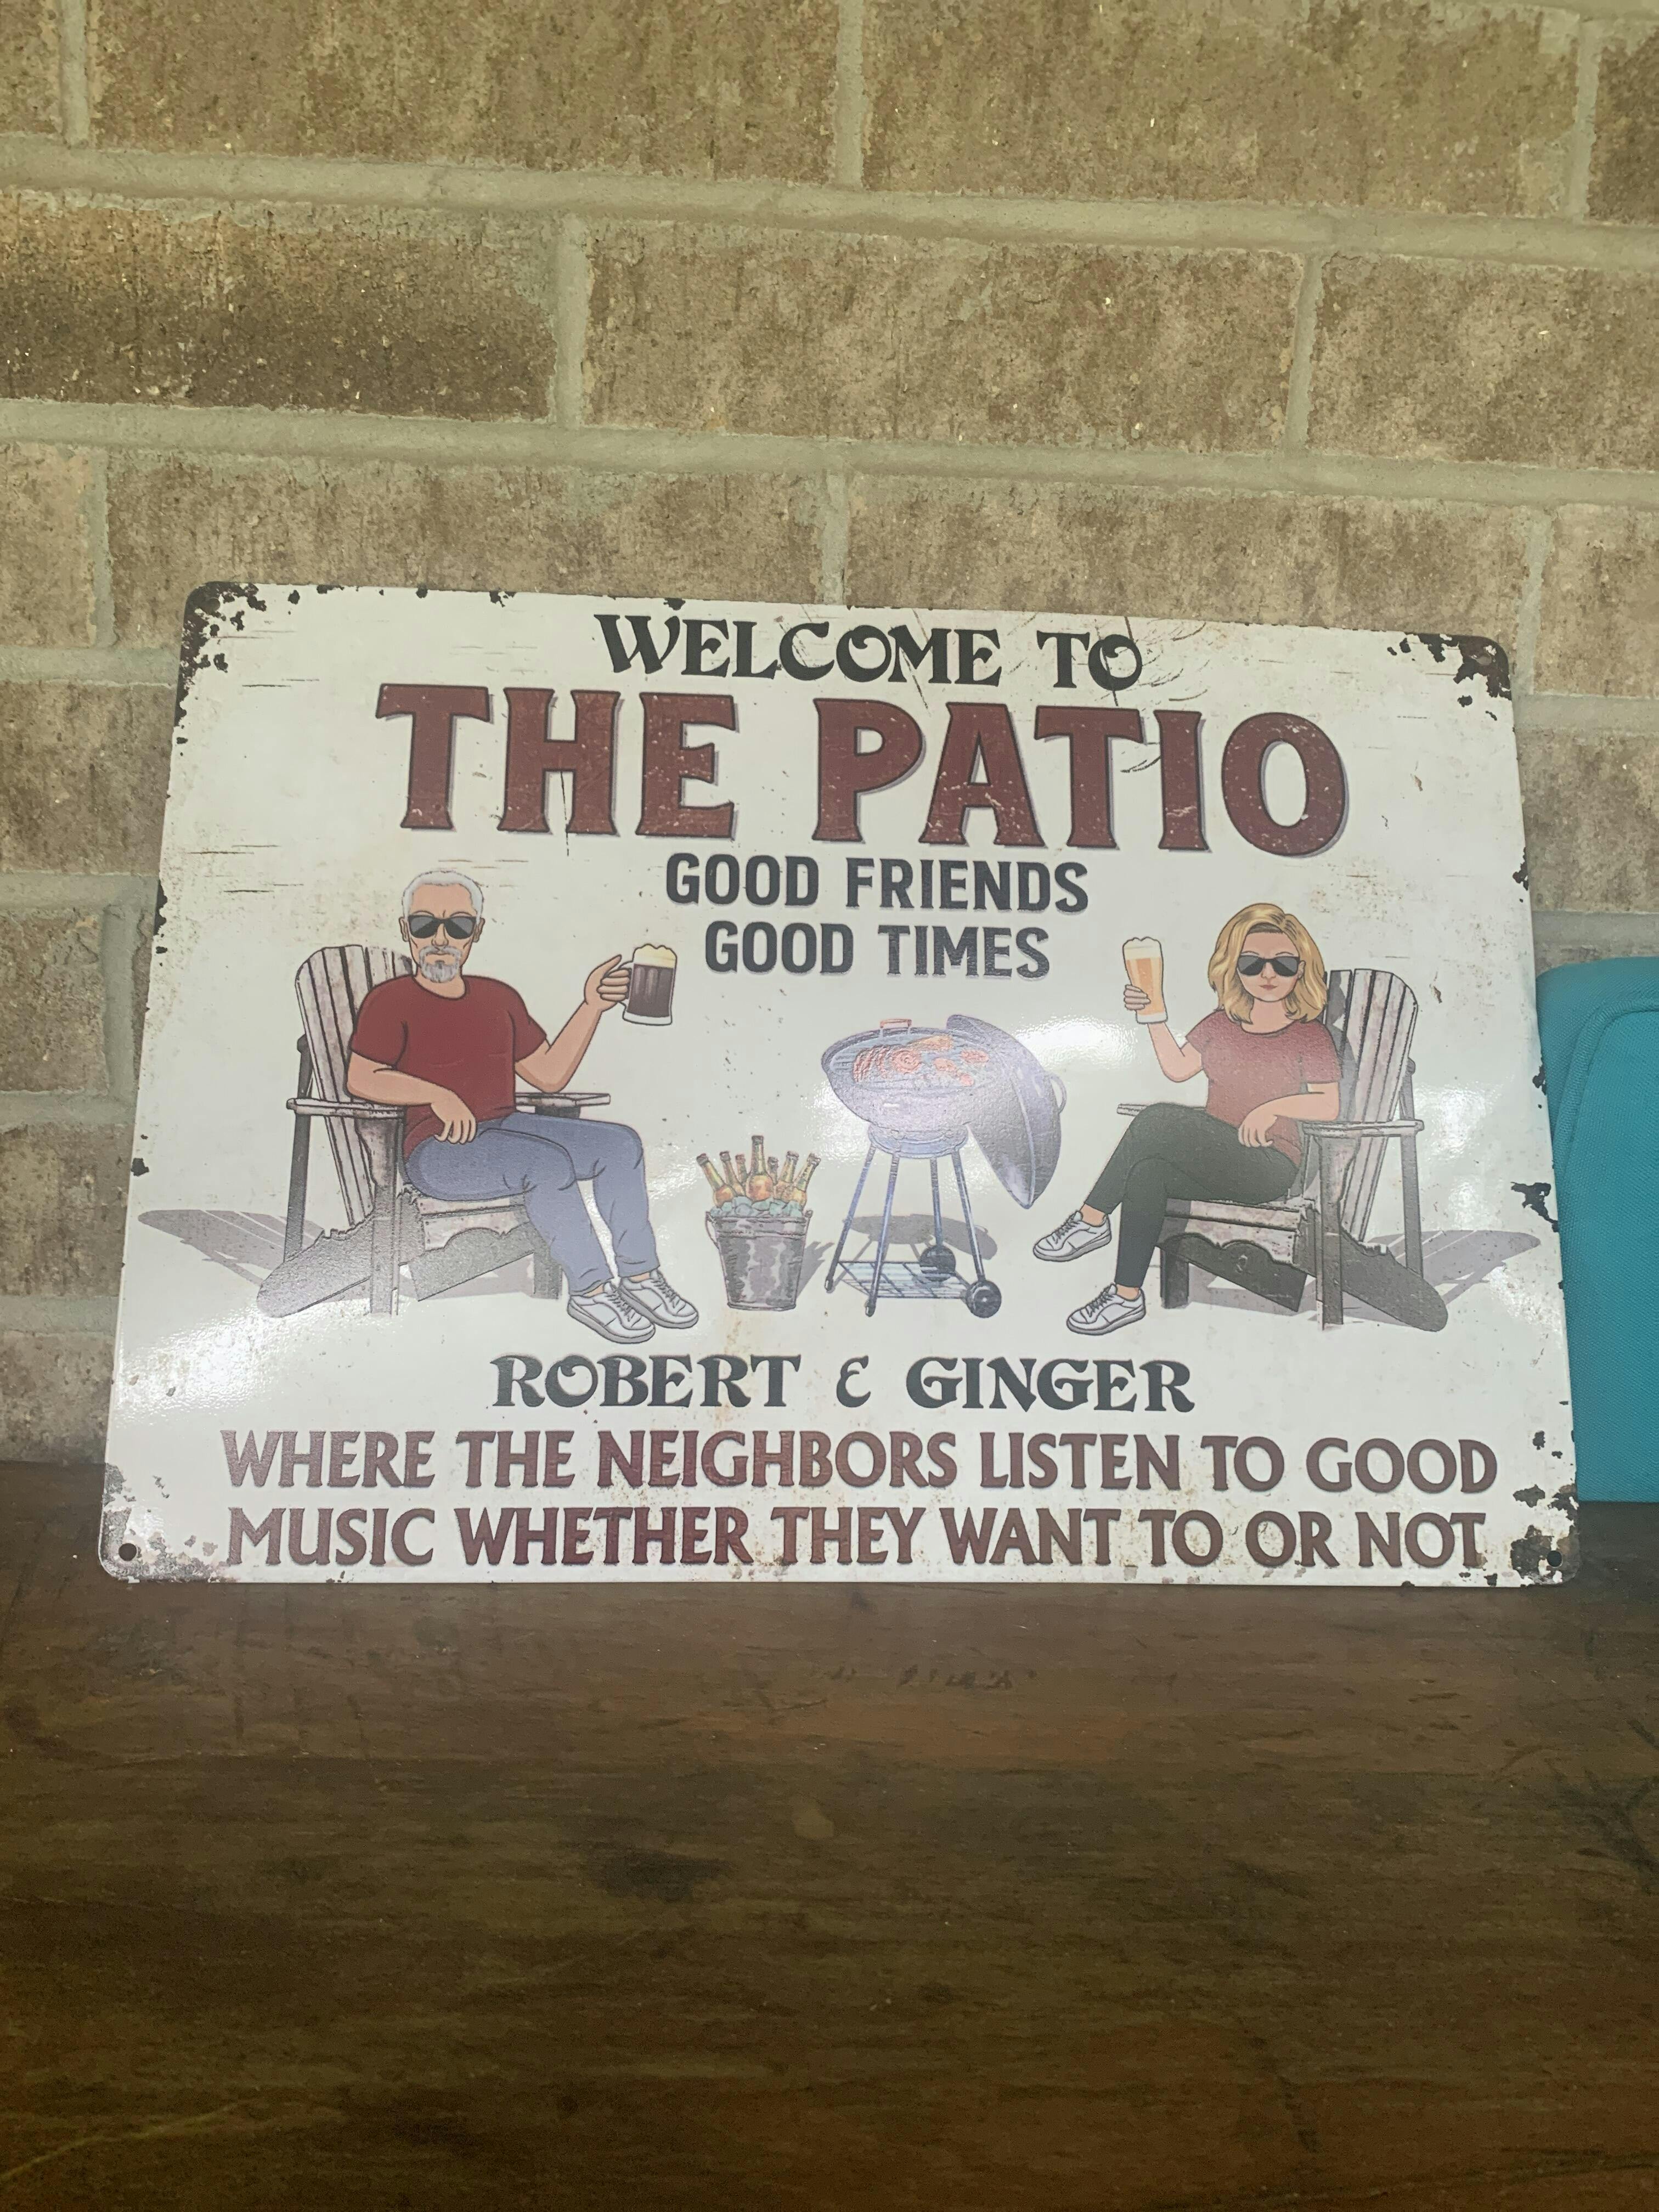 WELCOME TO
THE PATIO
GOOD FRIENDS
GOOD TIMES
ROBERT & GINGER
WHERE THE NEIGHBORS LISTEN TO GOOD
MUSIC WHETHER THEY WANT TO OR NOT